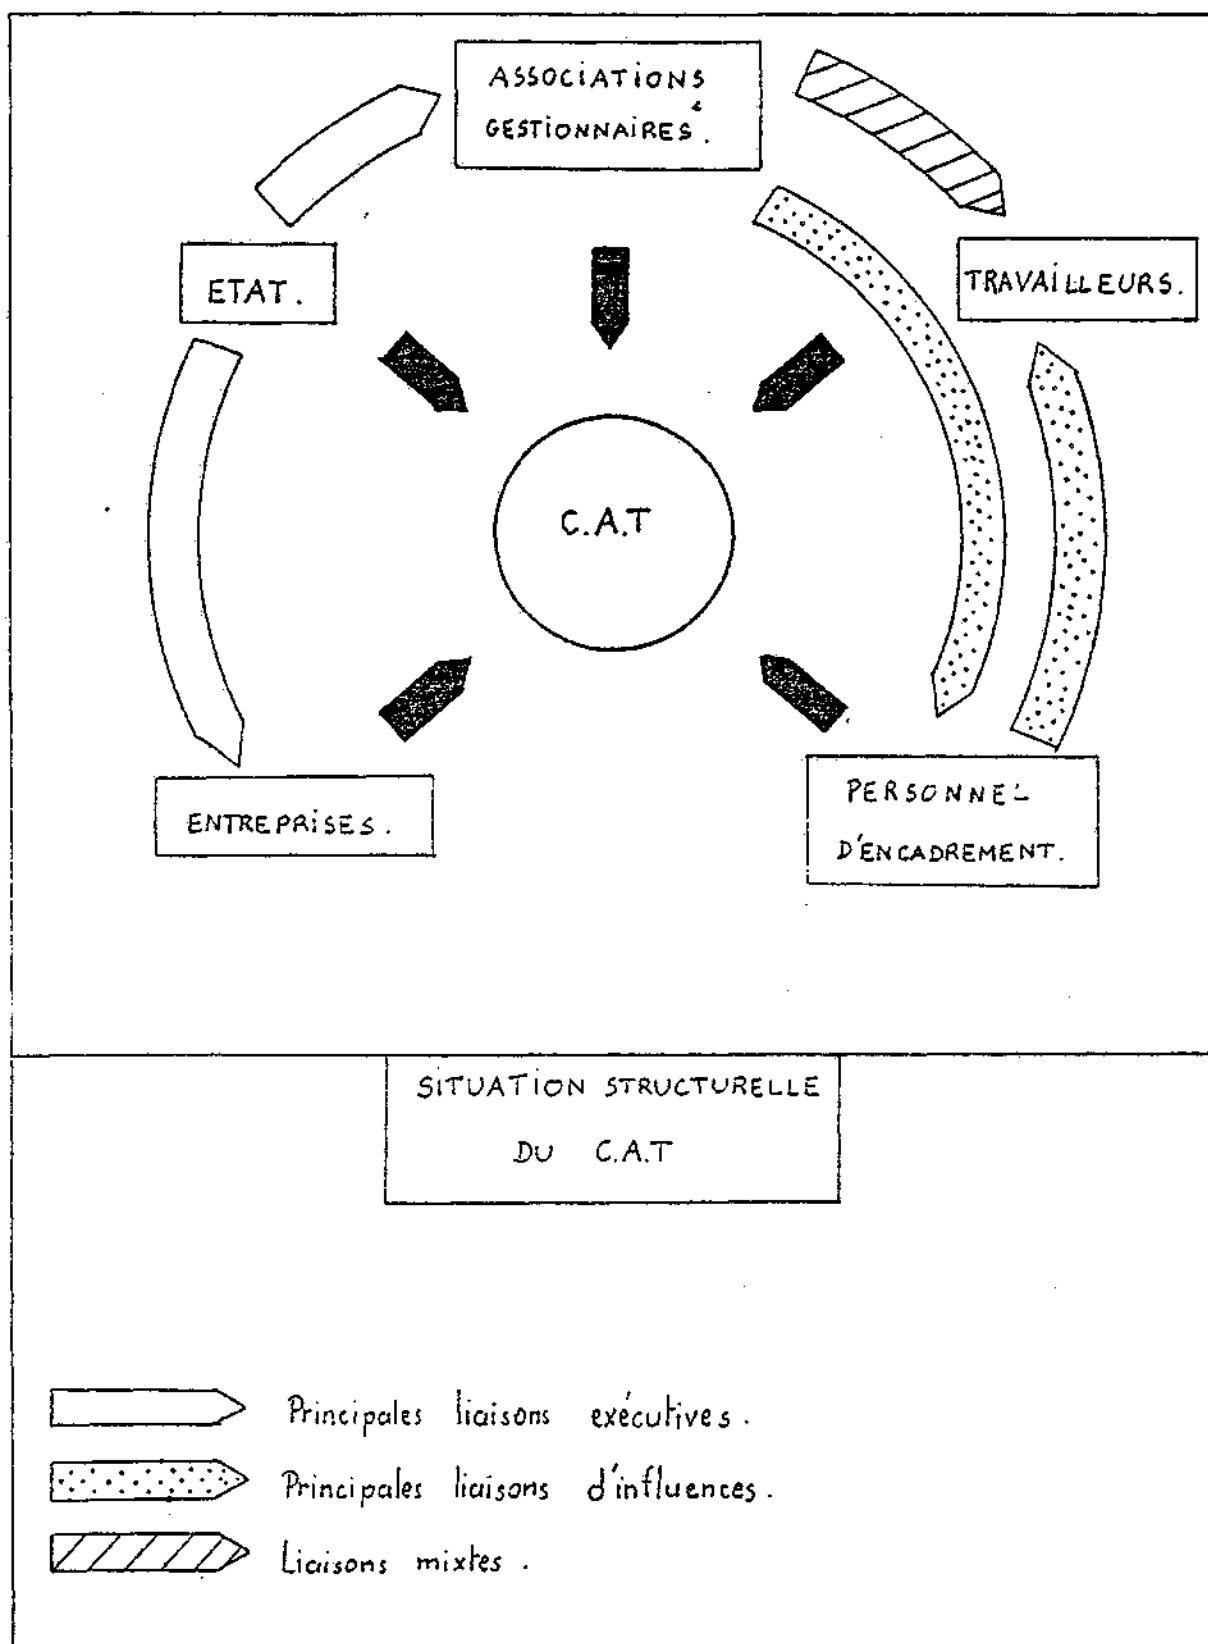 ASSOCIATIONS
GESTIONNAIRES.
ETAT.
TRAVAILLEURS.
C.A.T
ENTREPRISES.
PERSONNEL
D'ENCADREMENT.
SITUATION STRUCTURELLE
DU C.A.T
Principales liaisons exécutives.
Principales liaisons d'influences.
Liaisons mixtes.